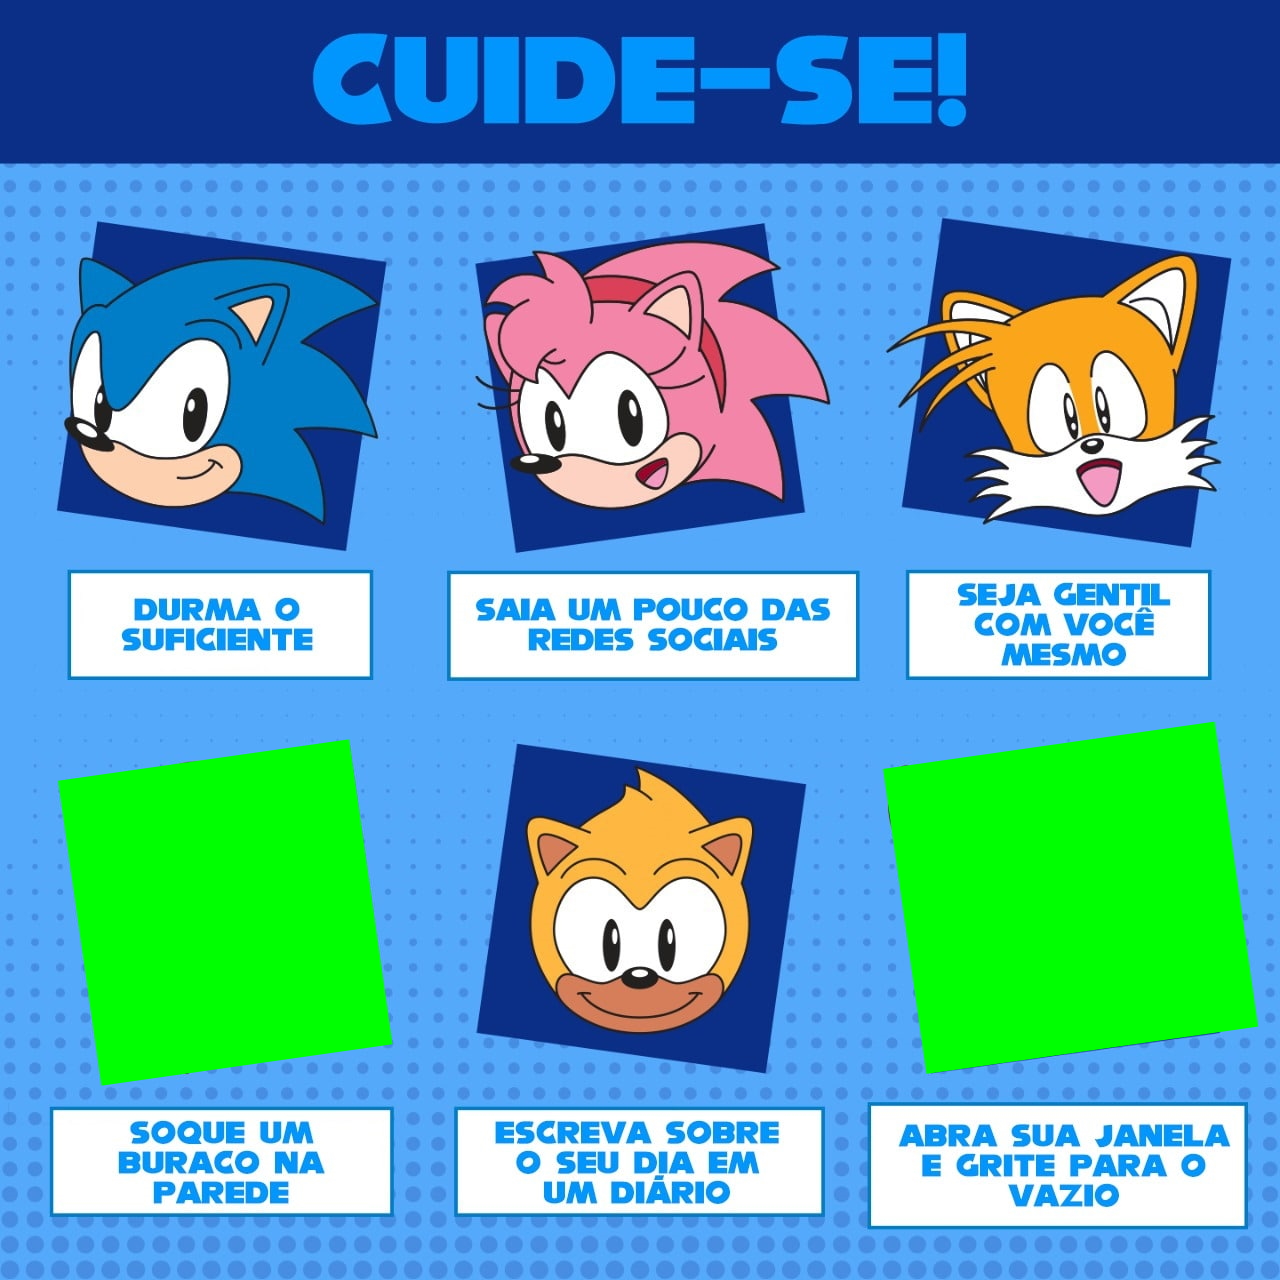 CUIDE-SE!
DURMA O
SUFICIENTE
SAIA UM POUCO DAS
REDES SOCIAIS
SEJA GENTIL
COM VOCÊ
MESMO
SOQUE UM
BURACO NA
PAREDE
ESCREVA SOBRE
O SEU DIA EM
UM DIÁRIO
ABRA SUA JANELA
E GRITE PARA O
VAZIO